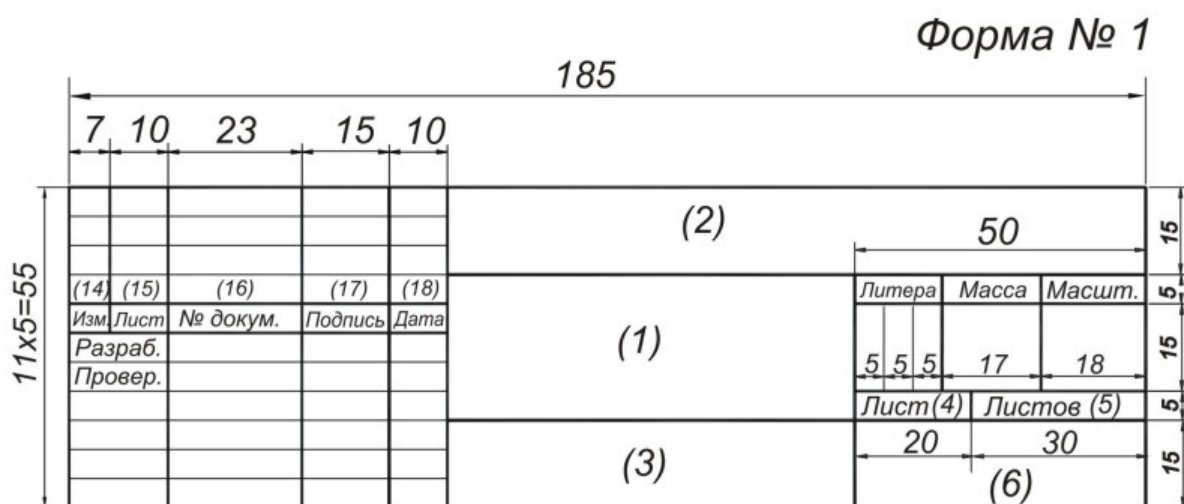 Форма № 1
185
7 10 23 15 10
(2)
50
15
11x5=55
(14) (15) (16) (17) (18)
Литера Масса Масшт.
5
Изм. Лист № докум. Подпись Дата
(1)
Разраб.
Провер.
5 5 5 17 18
15
Лист (4) Листов (5)
5
20 30
(3)
(6)
15